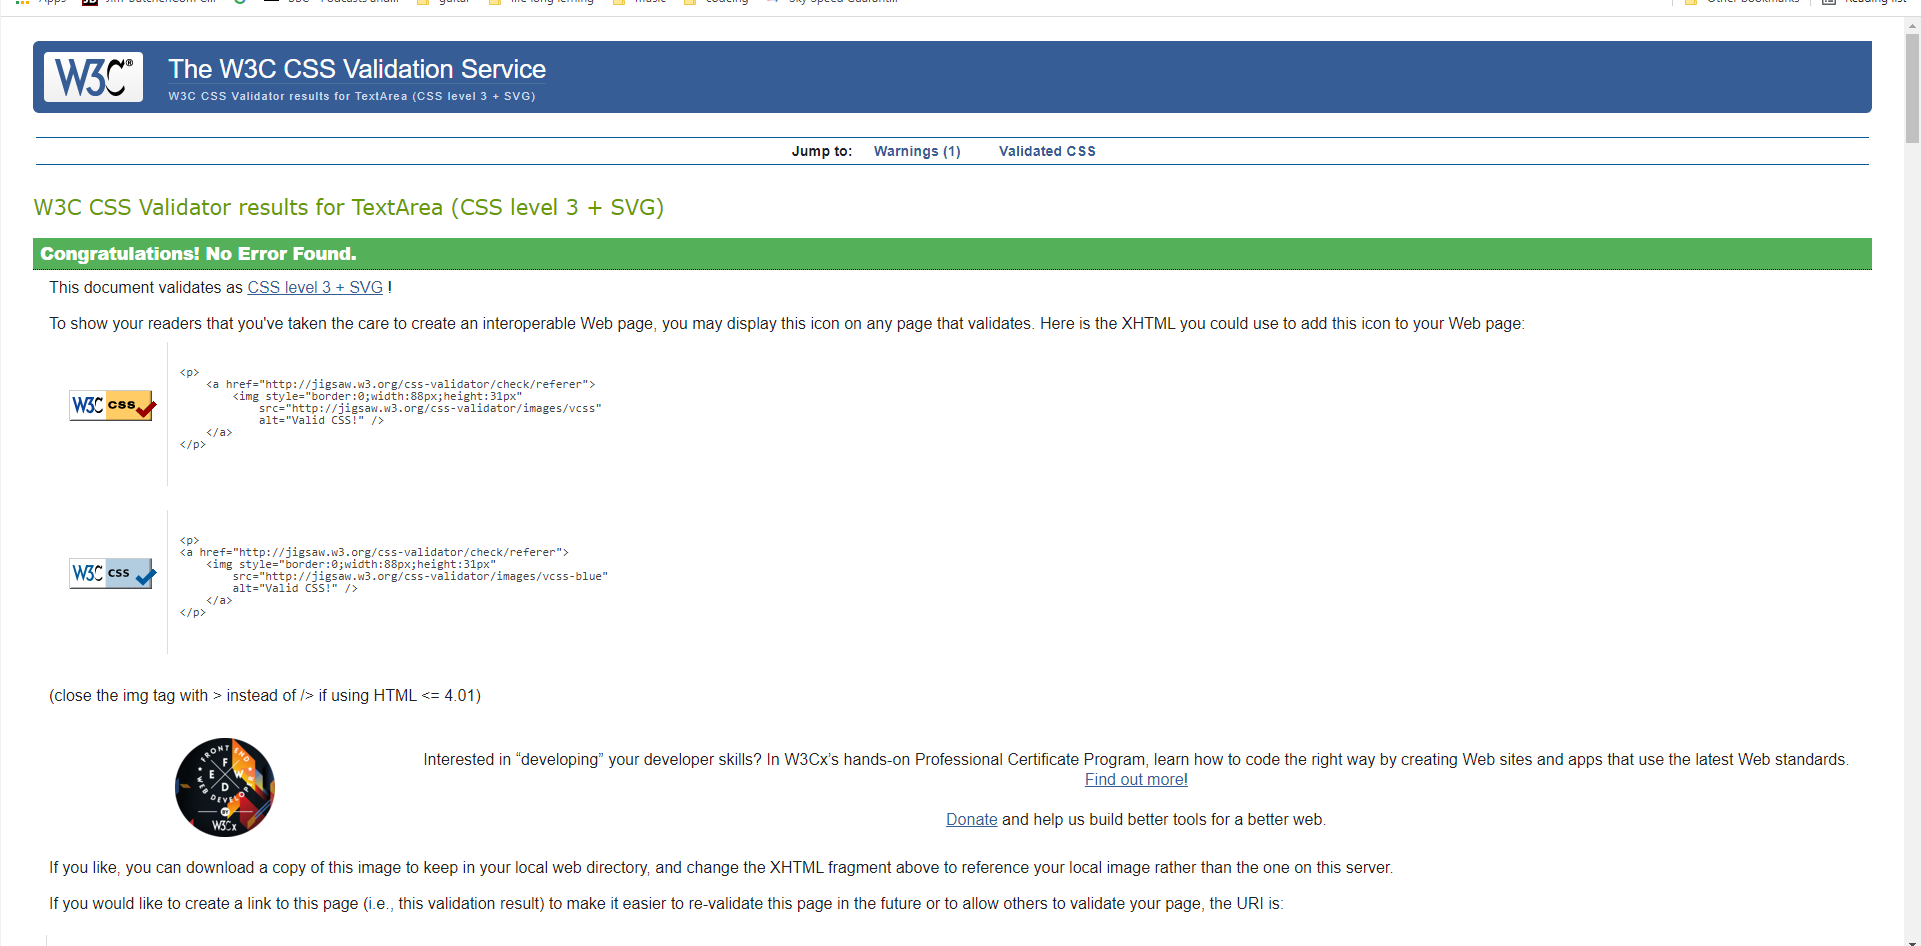 The W3C CSS Validation Service
W3C CSS Validator results for TextArea (CSS level 3 + SVG)
Jump to: Warnings (1) Validated CSS
W3C CSS Validator results for TextArea (CSS level 3 + SVG)
Congratulations! No Error Found.
This document validates as CSS level 3 + SVG !
To show your readers that you've taken the care to create an interoperable Web page, you may display this icon on any page that validates. Here is the XHTML you could use to add this icon to your Web page:
W3C css
<p>
<a href="http://jigsaw.w3.org/css-validator/check/referer">
<img style="border:0;width:88px;height:31px"
src="http://jigsaw.w3.org/css-validator/images/vcss"
alt="Valid CSS!" />
</a>
</p>
W3C css
<p>
<a href="http://jigsaw.w3.org/css-validator/check/referer">
<img style="border:0;width:88px;height:31px"
src="http://jigsaw.w3.org/css-validator/images/vcss-blue"
alt="Valid CSS!" />
</a>
</p>
(close the img tag with > instead of /> if using HTML <= 4.01)
FRONT END
F E W D
WEB DEVELOP
W3Cx
Interested in “developing” your developer skills? In W3Cx’s hands-on Professional Certificate Program, learn how to code the right way by creating Web sites and apps that use the latest Web standards.
Find out more!
Donate and help us build better tools for a better web.
If you like, you can download a copy of this image to keep in your local web directory, and change the XHTML fragment above to reference your local image rather than the one on this server.
If you would like to create a link to this page (i.e., this validation result) to make it easier to re-validate this page in the future or to allow others to validate your page, the URI is: